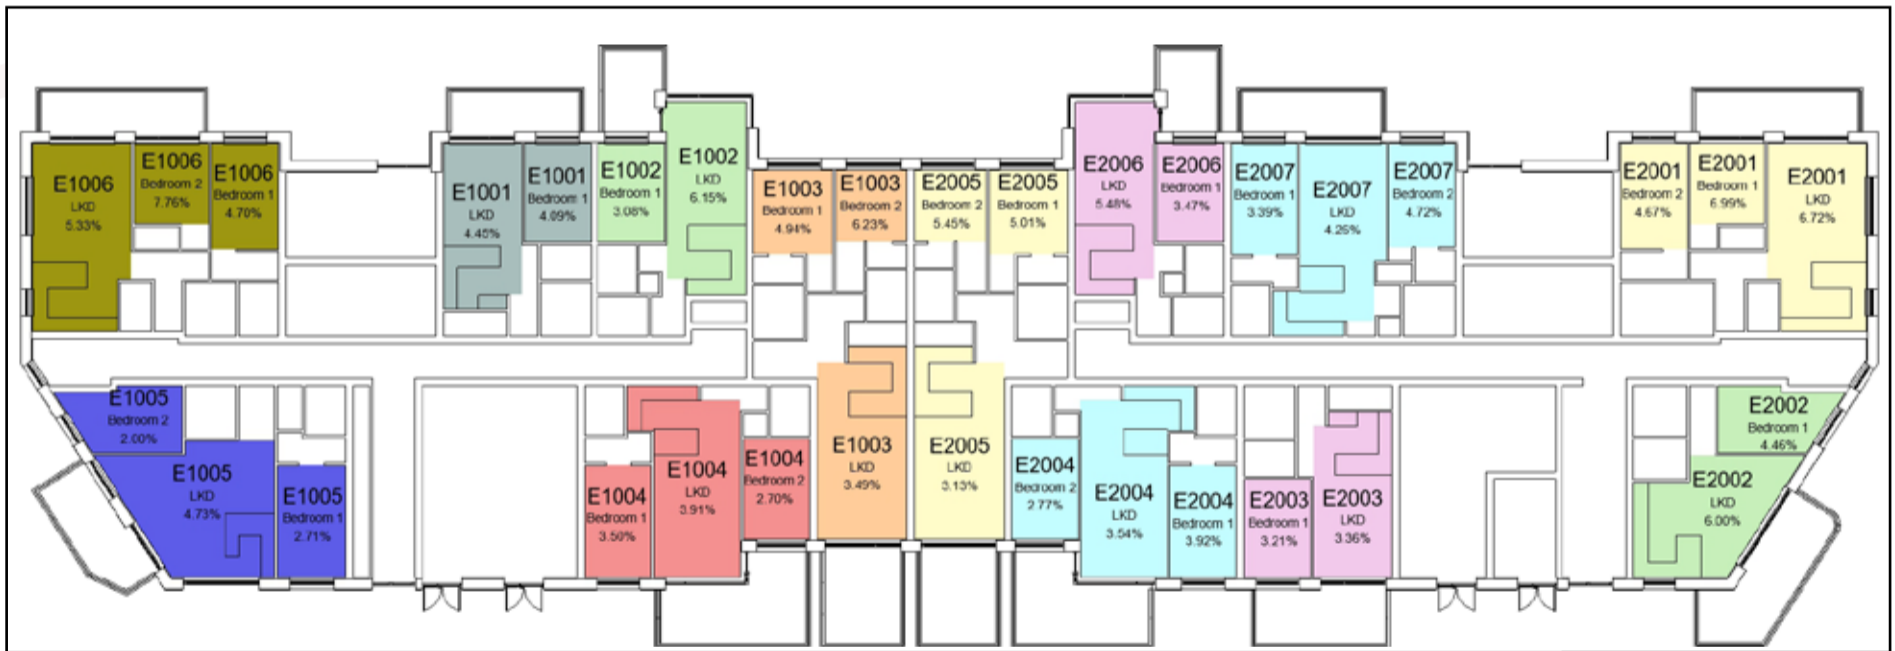 E1006
LKD
5.33%
E1006
Bedroom 2
7.76%
E1006
Bedroom 1
4.70%
E1001
LKD
4.45%
E1001
Bedroom 1
4.09%
E1002
Bedroom 1
3.08%
E1002
LKD
6.15%
E1003
Bedroom 1
4.94%
E1003
Bedroom 2
6.23%
E2005
Bedroom 2
5.45%
E2005
Bedroom 1
5.01%
E2006
LKD
5.48%
E2006
Bedroom 1
3.47%
E2007
Bedroom 1
3.39%
E2007
LKD
4.26%
E2007
Bedroom 2
4.72%
E2001
Bedroom 2
4.67%
E2001
Bedroom 1
6.99%
E2001
LKD
6.72%
E1005
Bedroom 2
2.00%
E1005
LKD
4.73%
E1005
Bedroom 1
2.71%
E1004
Bedroom 1
3.50%
E1004
LKD
3.91%
E1004
Bedroom 2
2.70%
E1003
LKD
3.49%
E2005
LKD
3.13%
E2004
Bedroom 2
2.77%
E2004
LKD
3.54%
E2004
Bedroom 1
3.92%
E2003
Bedroom 1
3.21%
E2003
LKD
3.36%
E2002
Bedroom 1
4.46%
E2002
LKD
6.00%